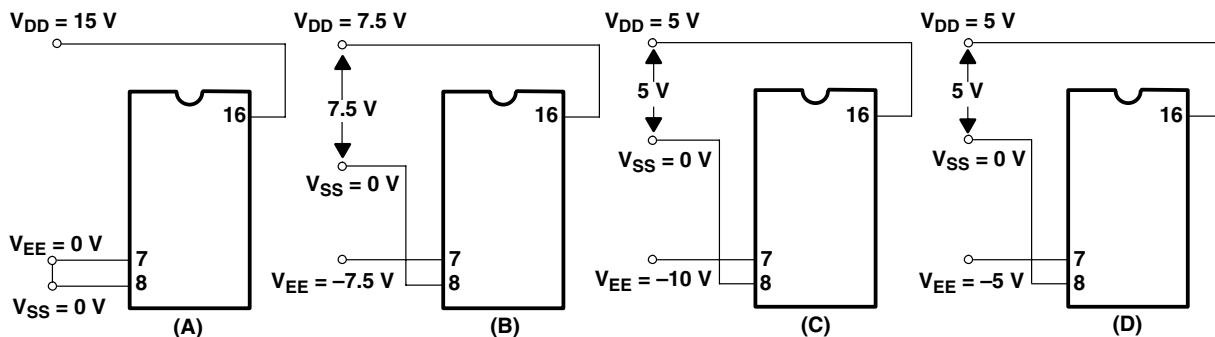 V_DD = 15 V
16
V_EE = 0 V
7
8
V_SS = 0 V
(A)
V_DD = 7.5 V
7.5 V
16
V_SS = 0 V
7
V_EE = –7.5 V
8
(B)
V_DD = 5 V
5 V
16
V_SS = 0 V
7
V_EE = –10 V
8
(C)
V_DD = 5 V
5 V
16
V_SS = 0 V
7
V_EE = –5 V
8
(D)